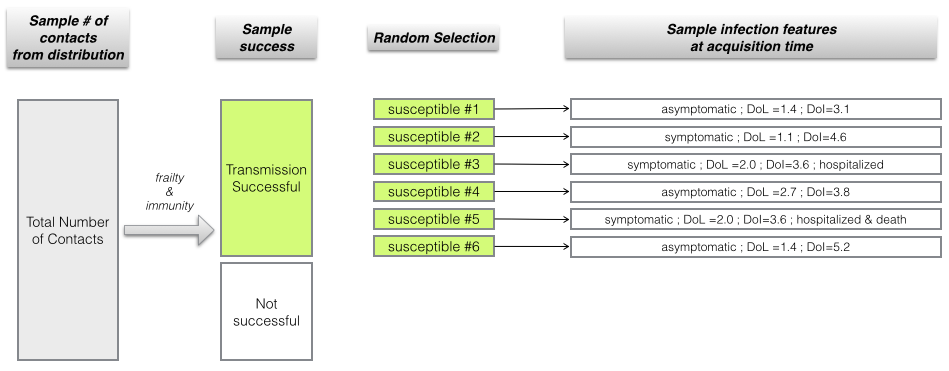 Sample # of
contacts
from distribution
Sample
success
Random Selection
Sample infection features
at acquisition time
Total Number
of Contacts
frailty
&
immunity
Transmission
Successful
Not
successful
susceptible #1
asymptomatic ; DoL =1.4 ; DoI=3.1
susceptible #2
symptomatic ; DoL =1.1 ; DoI=4.6
susceptible #3
symptomatic ; DoL =2.0 ; DoI=3.6 ; hospitalized
susceptible #4
asymptomatic ; DoL =2.7 ; DoI=3.8
susceptible #5
symptomatic ; DoL =2.0 ; DoI=3.6 ; hospitalized & death
susceptible #6
asymptomatic ; DoL =1.4 ; DoI=5.2